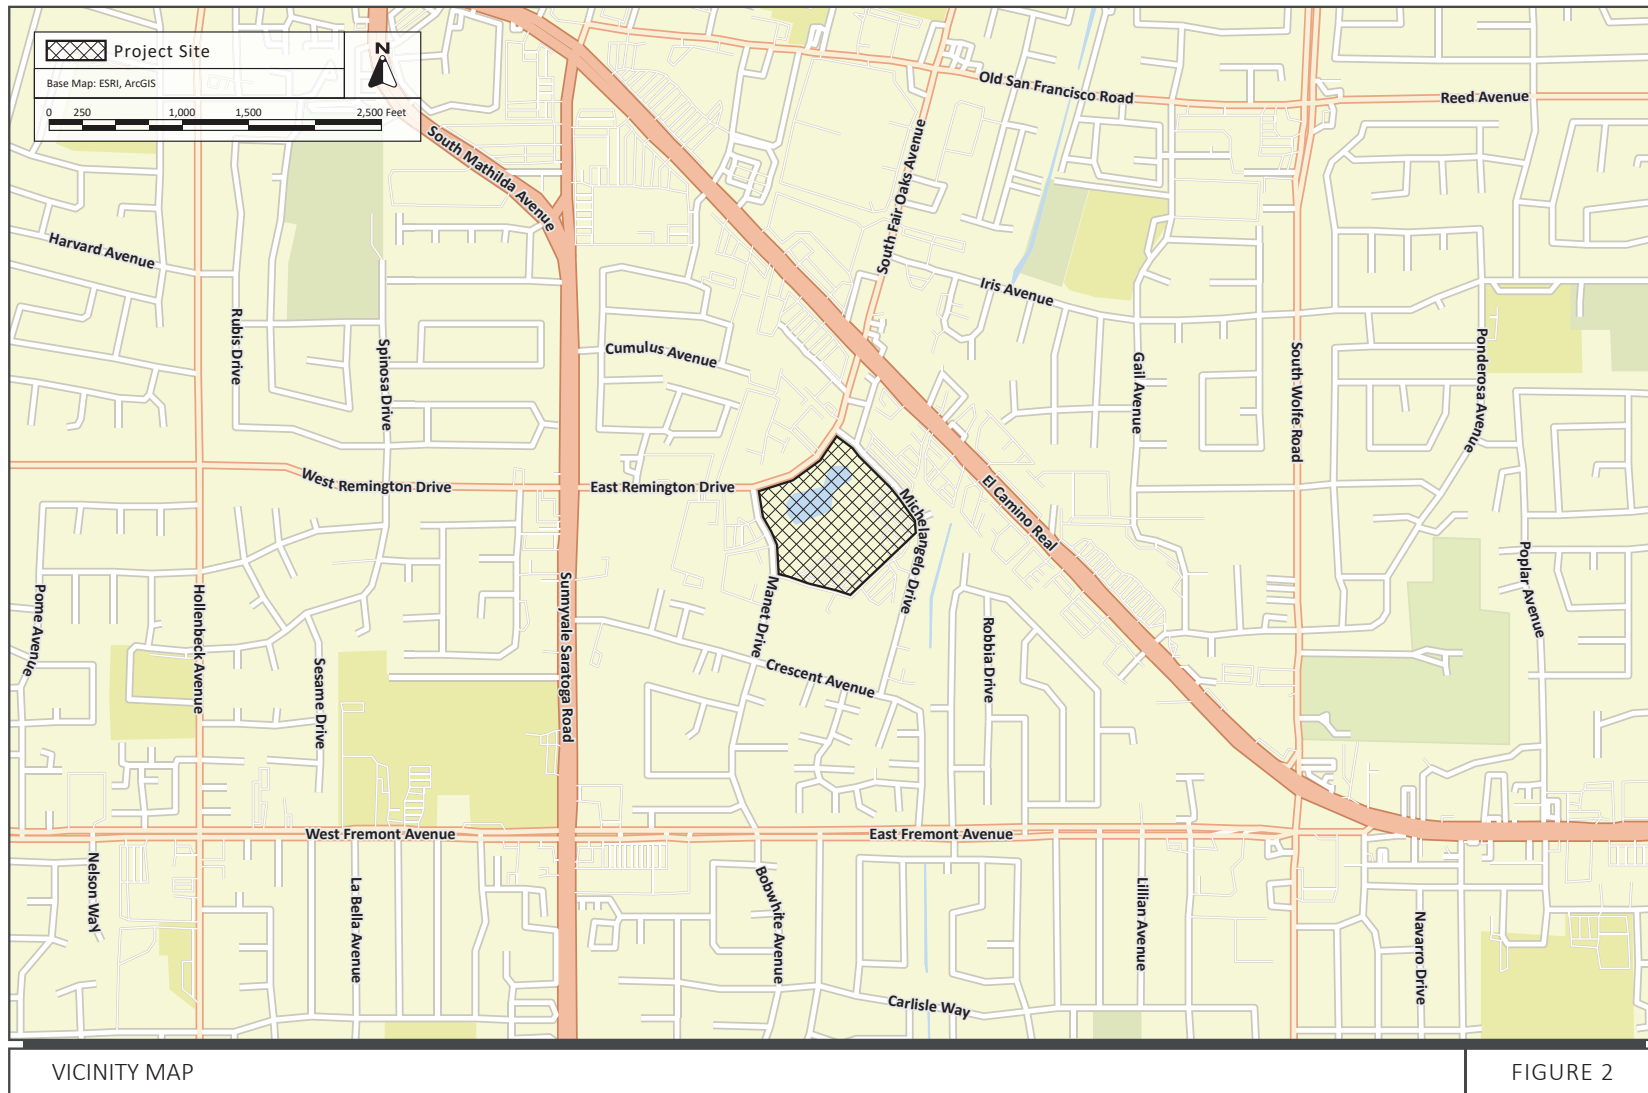 Project Site
N
Base Map: ESRI, ArcGIS
0 250 1,000 1,500 2,500 Feet
Old San Francisco Road
Reed Avenue
South Mathilda Avenue
South Fair Oaks Avenue
Harvard Avenue
Iris Avenue
Rubis Drive
Spinosa Drive
Cumulus Avenue
Gail Avenue
South Wolfe Road
Ponderosa Avenue
West Remington Drive
East Remington Drive
Michelangelo Drive
El Camino Real
Pome Avenue
Hollenbeck Avenue
Sesame Drive
Sunnyvale Saratoga Road
Manet Drive
Crescent Avenue
Robbia Drive
Poplar Avenue
West Fremont Avenue
East Fremont Avenue
Nelson Way
La Bella Avenue
Bobwhite Avenue
Lillian Avenue
Navarro Drive
Carlisle Way
VICINITY MAP
FIGURE 2